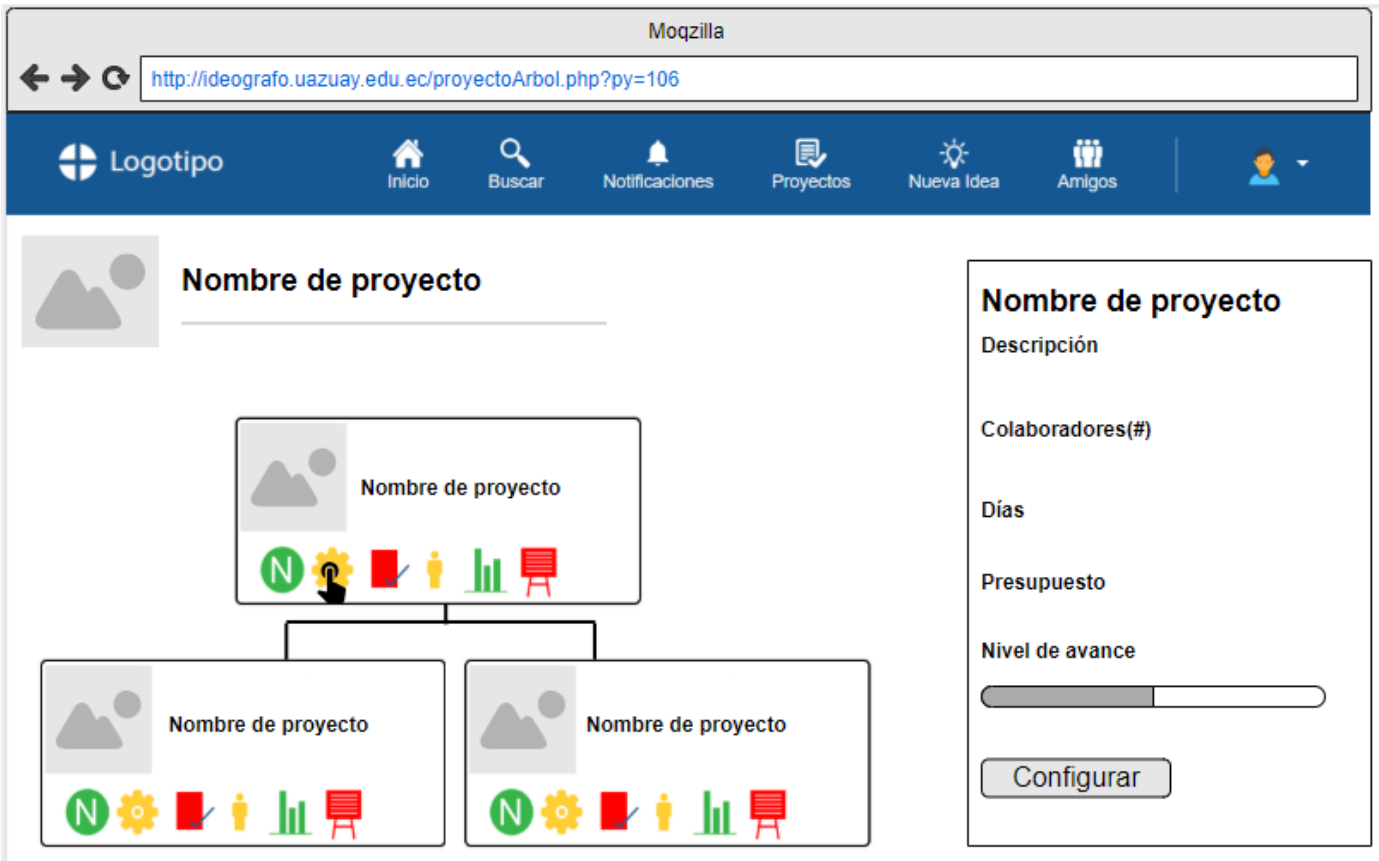 Moqzilla
http://ideografo.uazuay.edu.ec/proyectoArbol.php?py=106
Logotipo
Inicio
Buscar
Notificaciones
Proyectos
Nueva Idea
Amigos
Nombre de proyecto
Nombre de proyecto
N
Nombre de proyecto
N
Nombre de proyecto
N
Nombre de proyecto
Descripción
Colaboradores(#)
Días
Presupuesto
Nivel de avance
Configurar